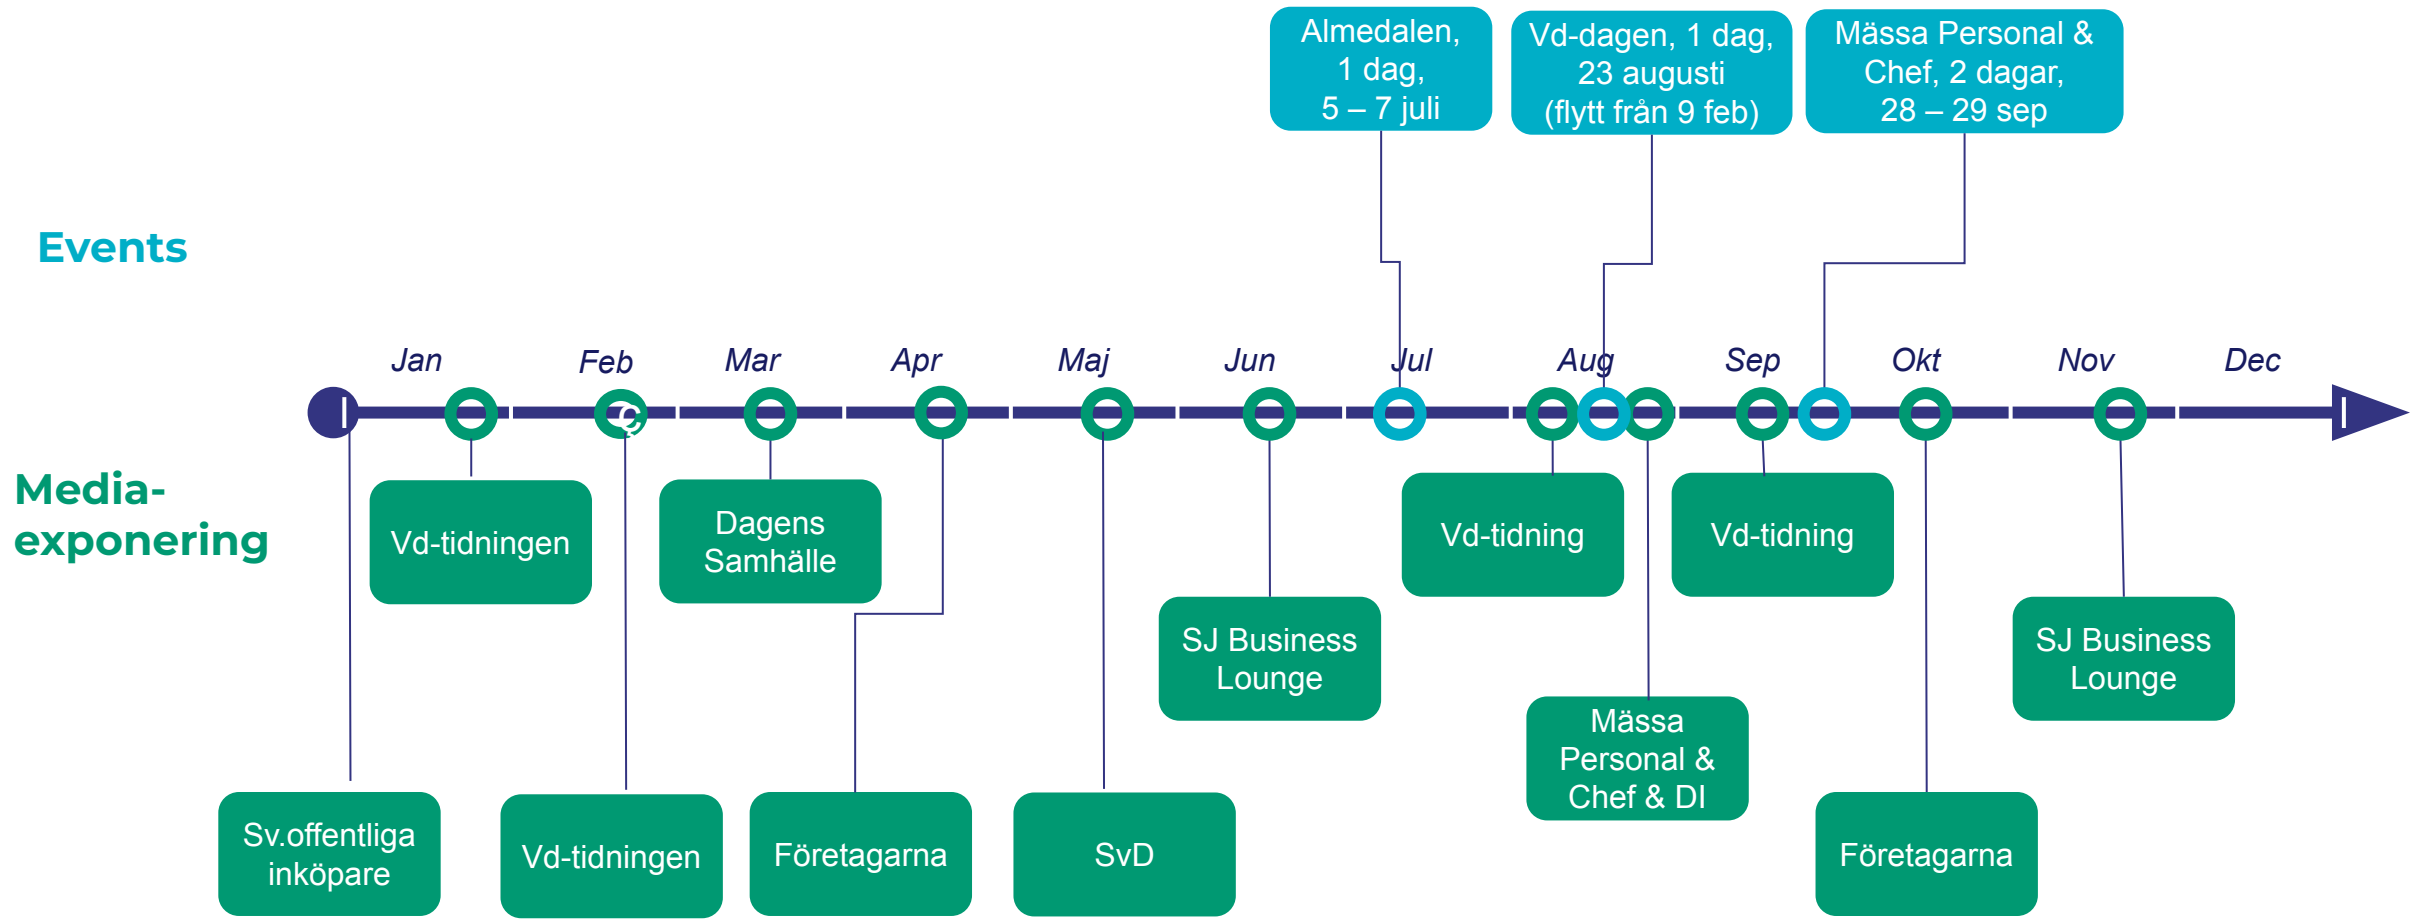 Almedalen,
1 dag,
5 – 7 juli
Vd-dagen, 1 dag,
23 augusti
(flytt från 9 feb)
Mässa Personal &
Chef, 2 dagar,
28 – 29 sep
Events
Jan
Feb
Mar
Apr
Maj
Jun
Jul
Aug
Sep
Okt
Nov
Dec
Media-
exponering
Vd-tidningen
Dagens
Samhälle
Vd-tidning
Vd-tidning
SJ Business
Lounge
SJ Business
Lounge
Mässa
Personal &
Chef & DI
Sv.offentliga
inköpare
Vd-tidningen
Företagarna
SvD
Företagarna